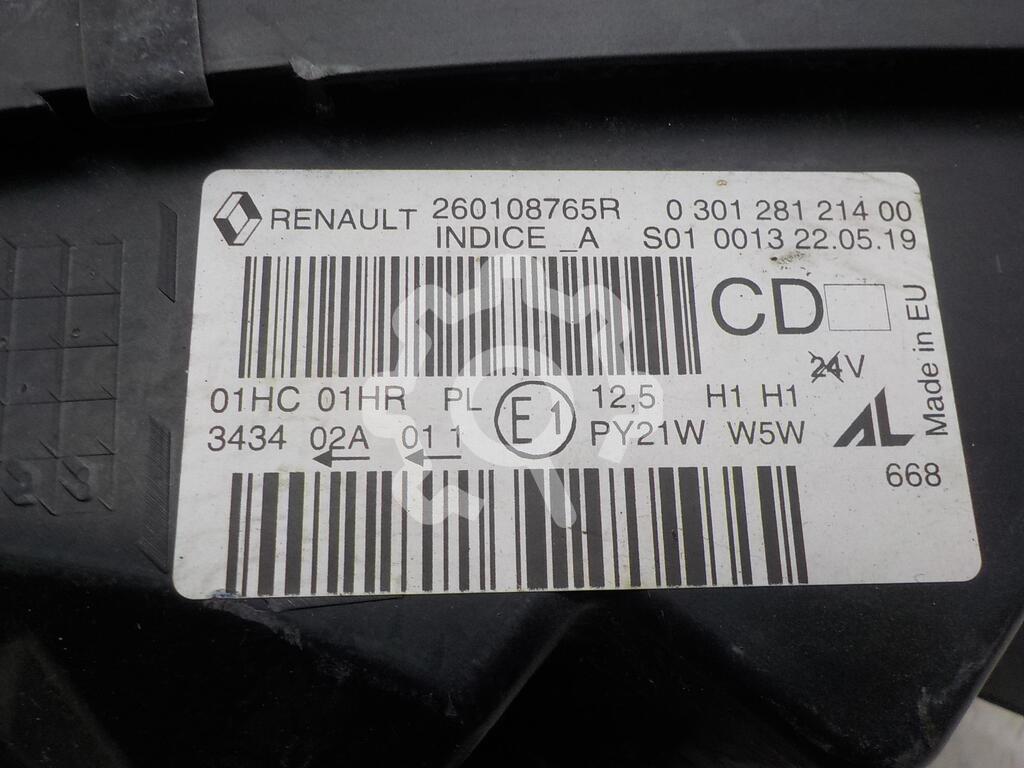 RENAULT 260108765R 0 301 281 214 00
INDICE _A S01 0013 22.05.19
CD
24V
01HC 01HR PL E1 12,5 H1 H1
3434 02A 01 1 PY21W W5W AL
668
Made in EU